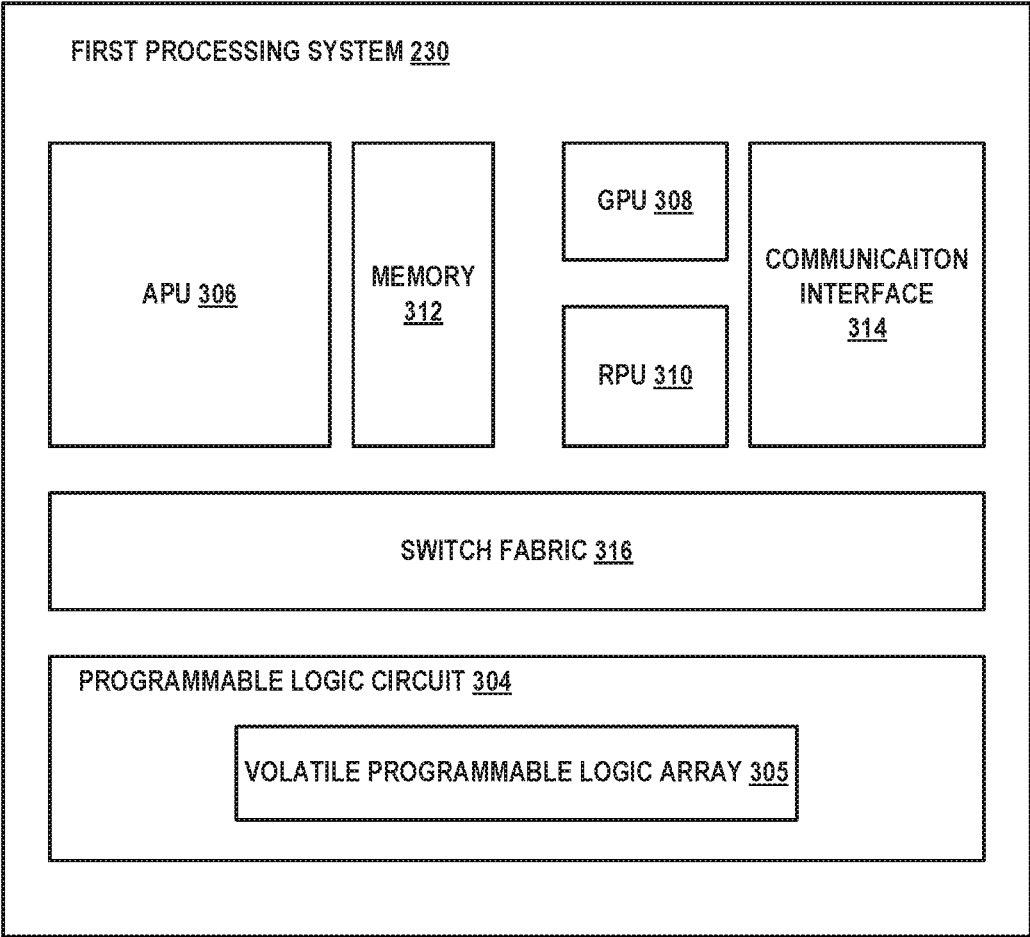 FIRST PROCESSING SYSTEM 230
APU 306
MEMORY
312
GPU 308
RPU 310
COMMUNICAITON
INTERFACE
314
SWITCH FABRIC 316
PROGRAMMABLE LOGIC CIRCUIT 304
VOLATILE PROGRAMMABLE LOGIC ARRAY 305